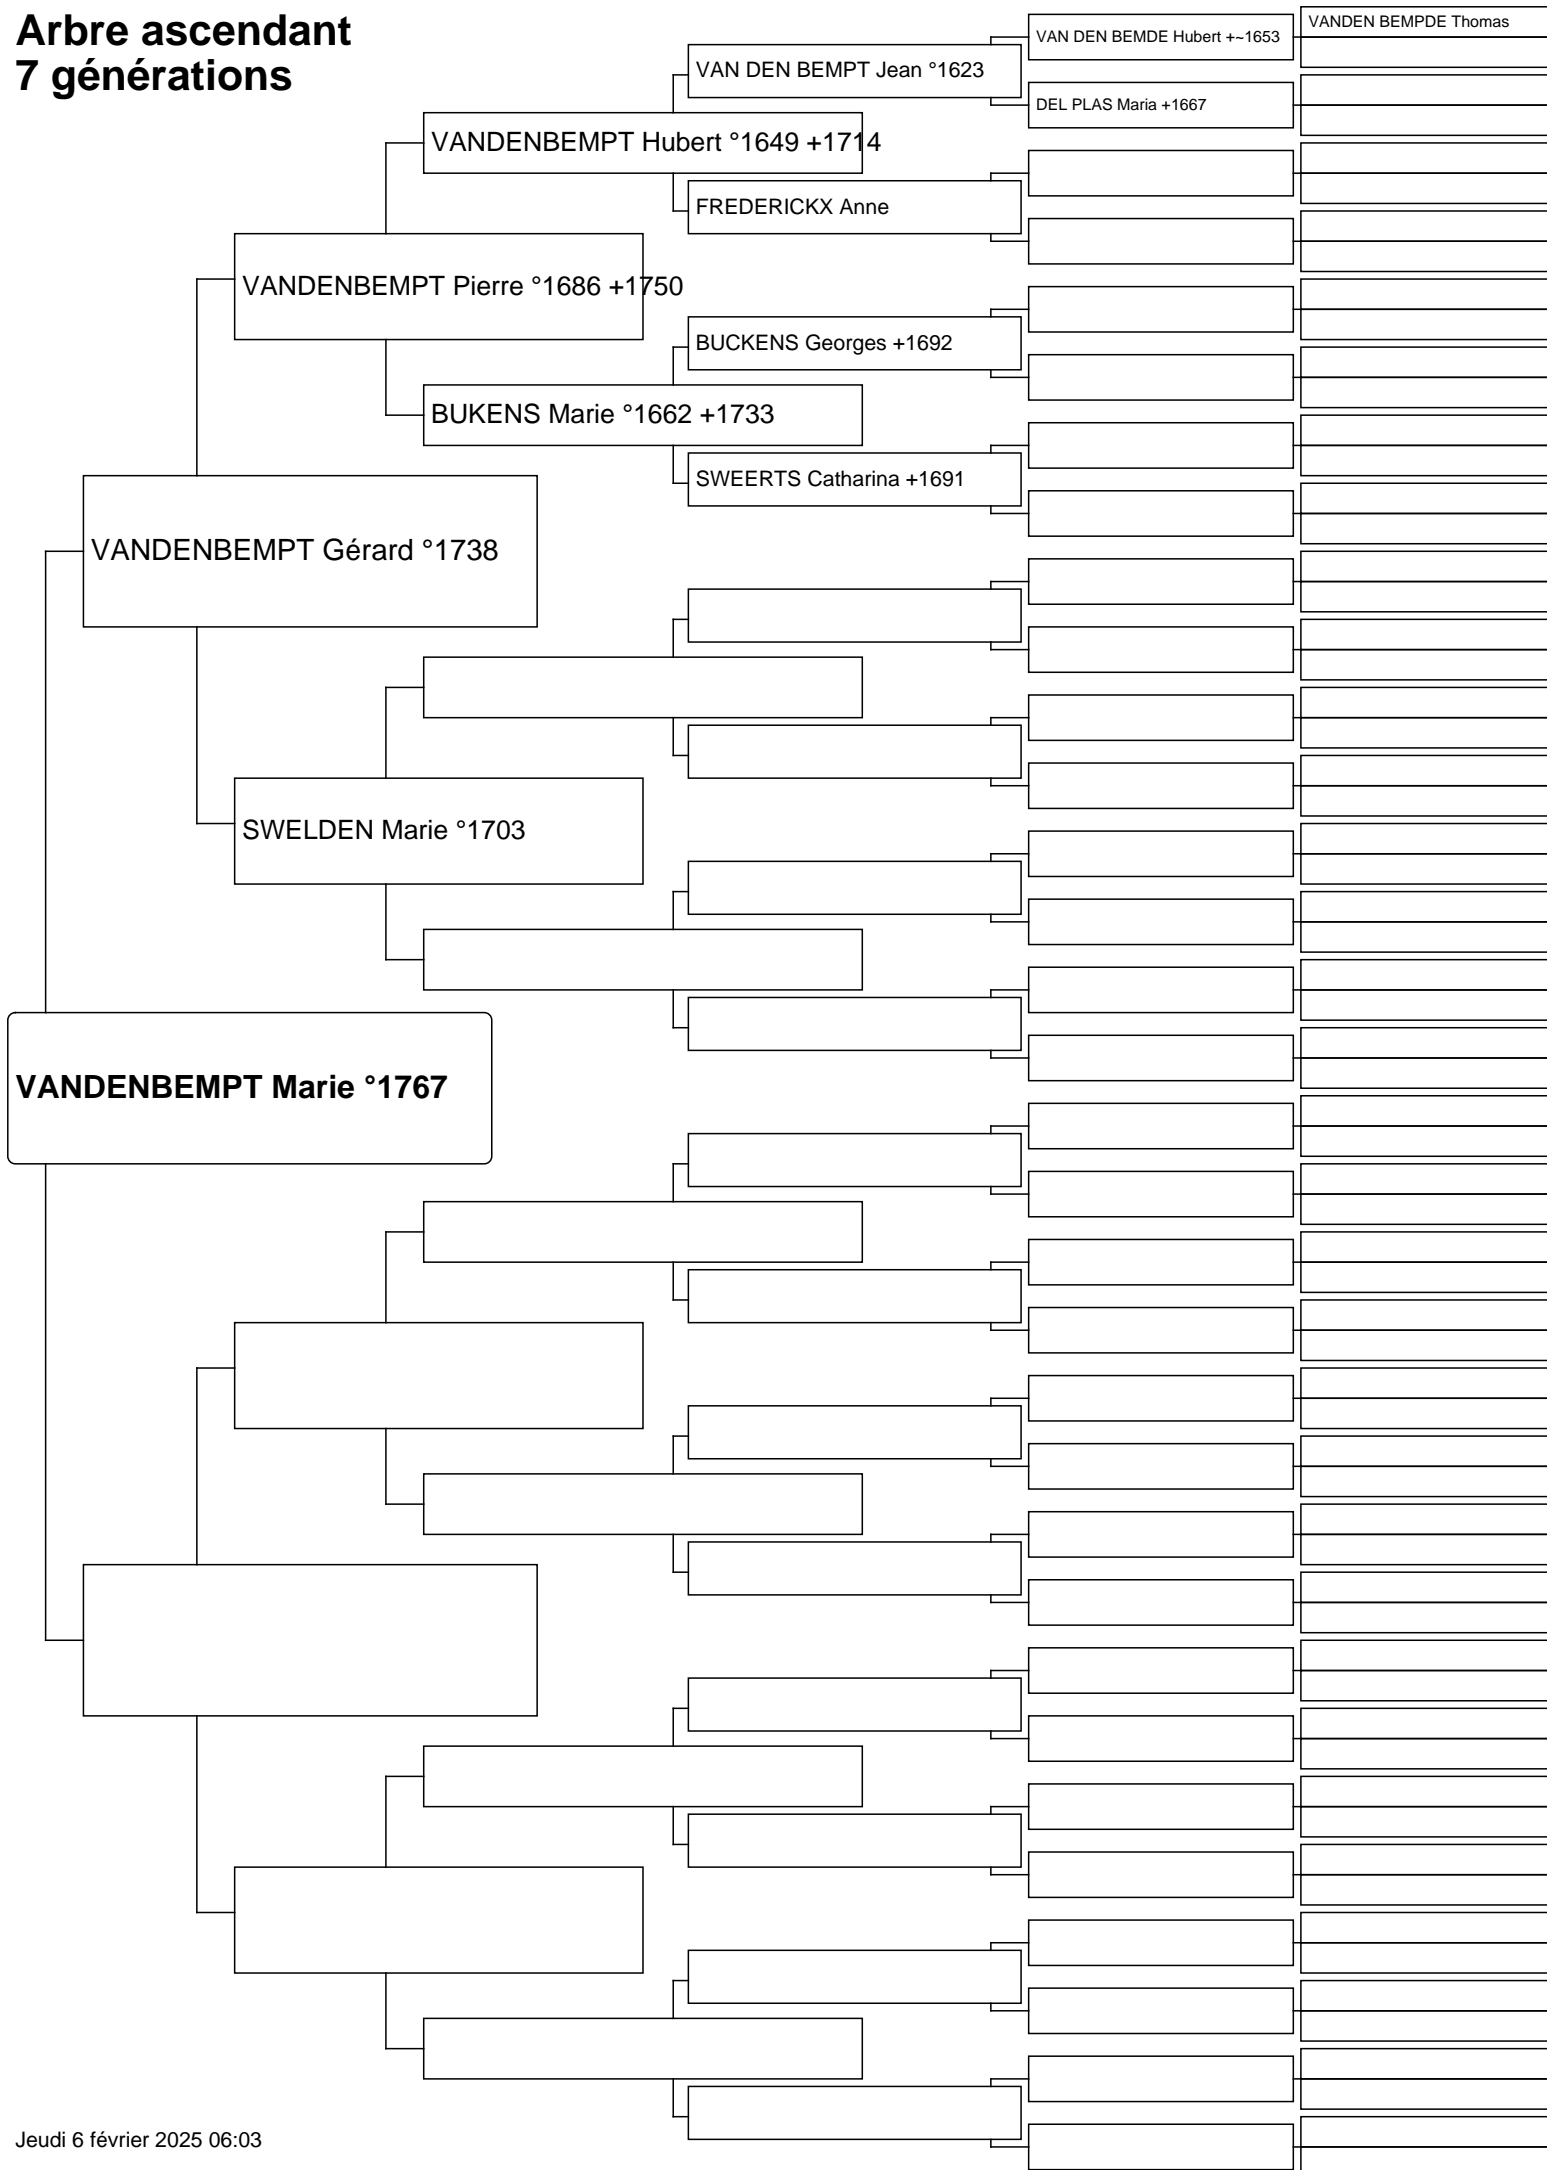 Arbre ascendant
7 générations
VANDEN BEMPDE Thomas
VAN DEN BEMDE Hubert +~1653
VAN DEN BEMPT Jean °1623
DEL PLAS Maria +1667
VANDENBEMPT Hubert °1649 +1714
FREDERICKX Anne
VANDENBEMPT Pierre °1686 +1750
BUCKENS Georges +1692
BUKENS Marie °1662 +1733
SWEERTS Catharina +1691
VANDENBEMPT Gérard °1738
SWELDEN Marie °1703
VANDENBEMPT Marie °1767
Jeudi 6 février 2025 06:03